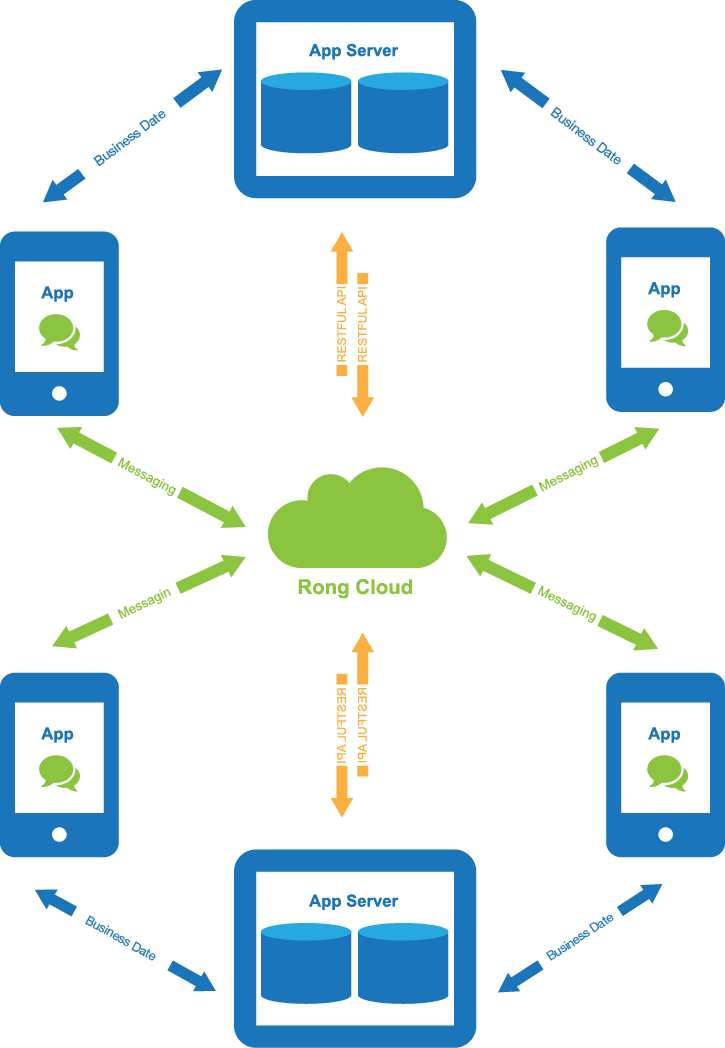 App Server
Business Date
Business Date
App
RESTFUL API
RESTFUL API
App
Messaging
Messaging
Rong Cloud
Messagin
Messaging
RESTFUL API
RESTFUL API
App
App
App Server
Business Date
Business Date